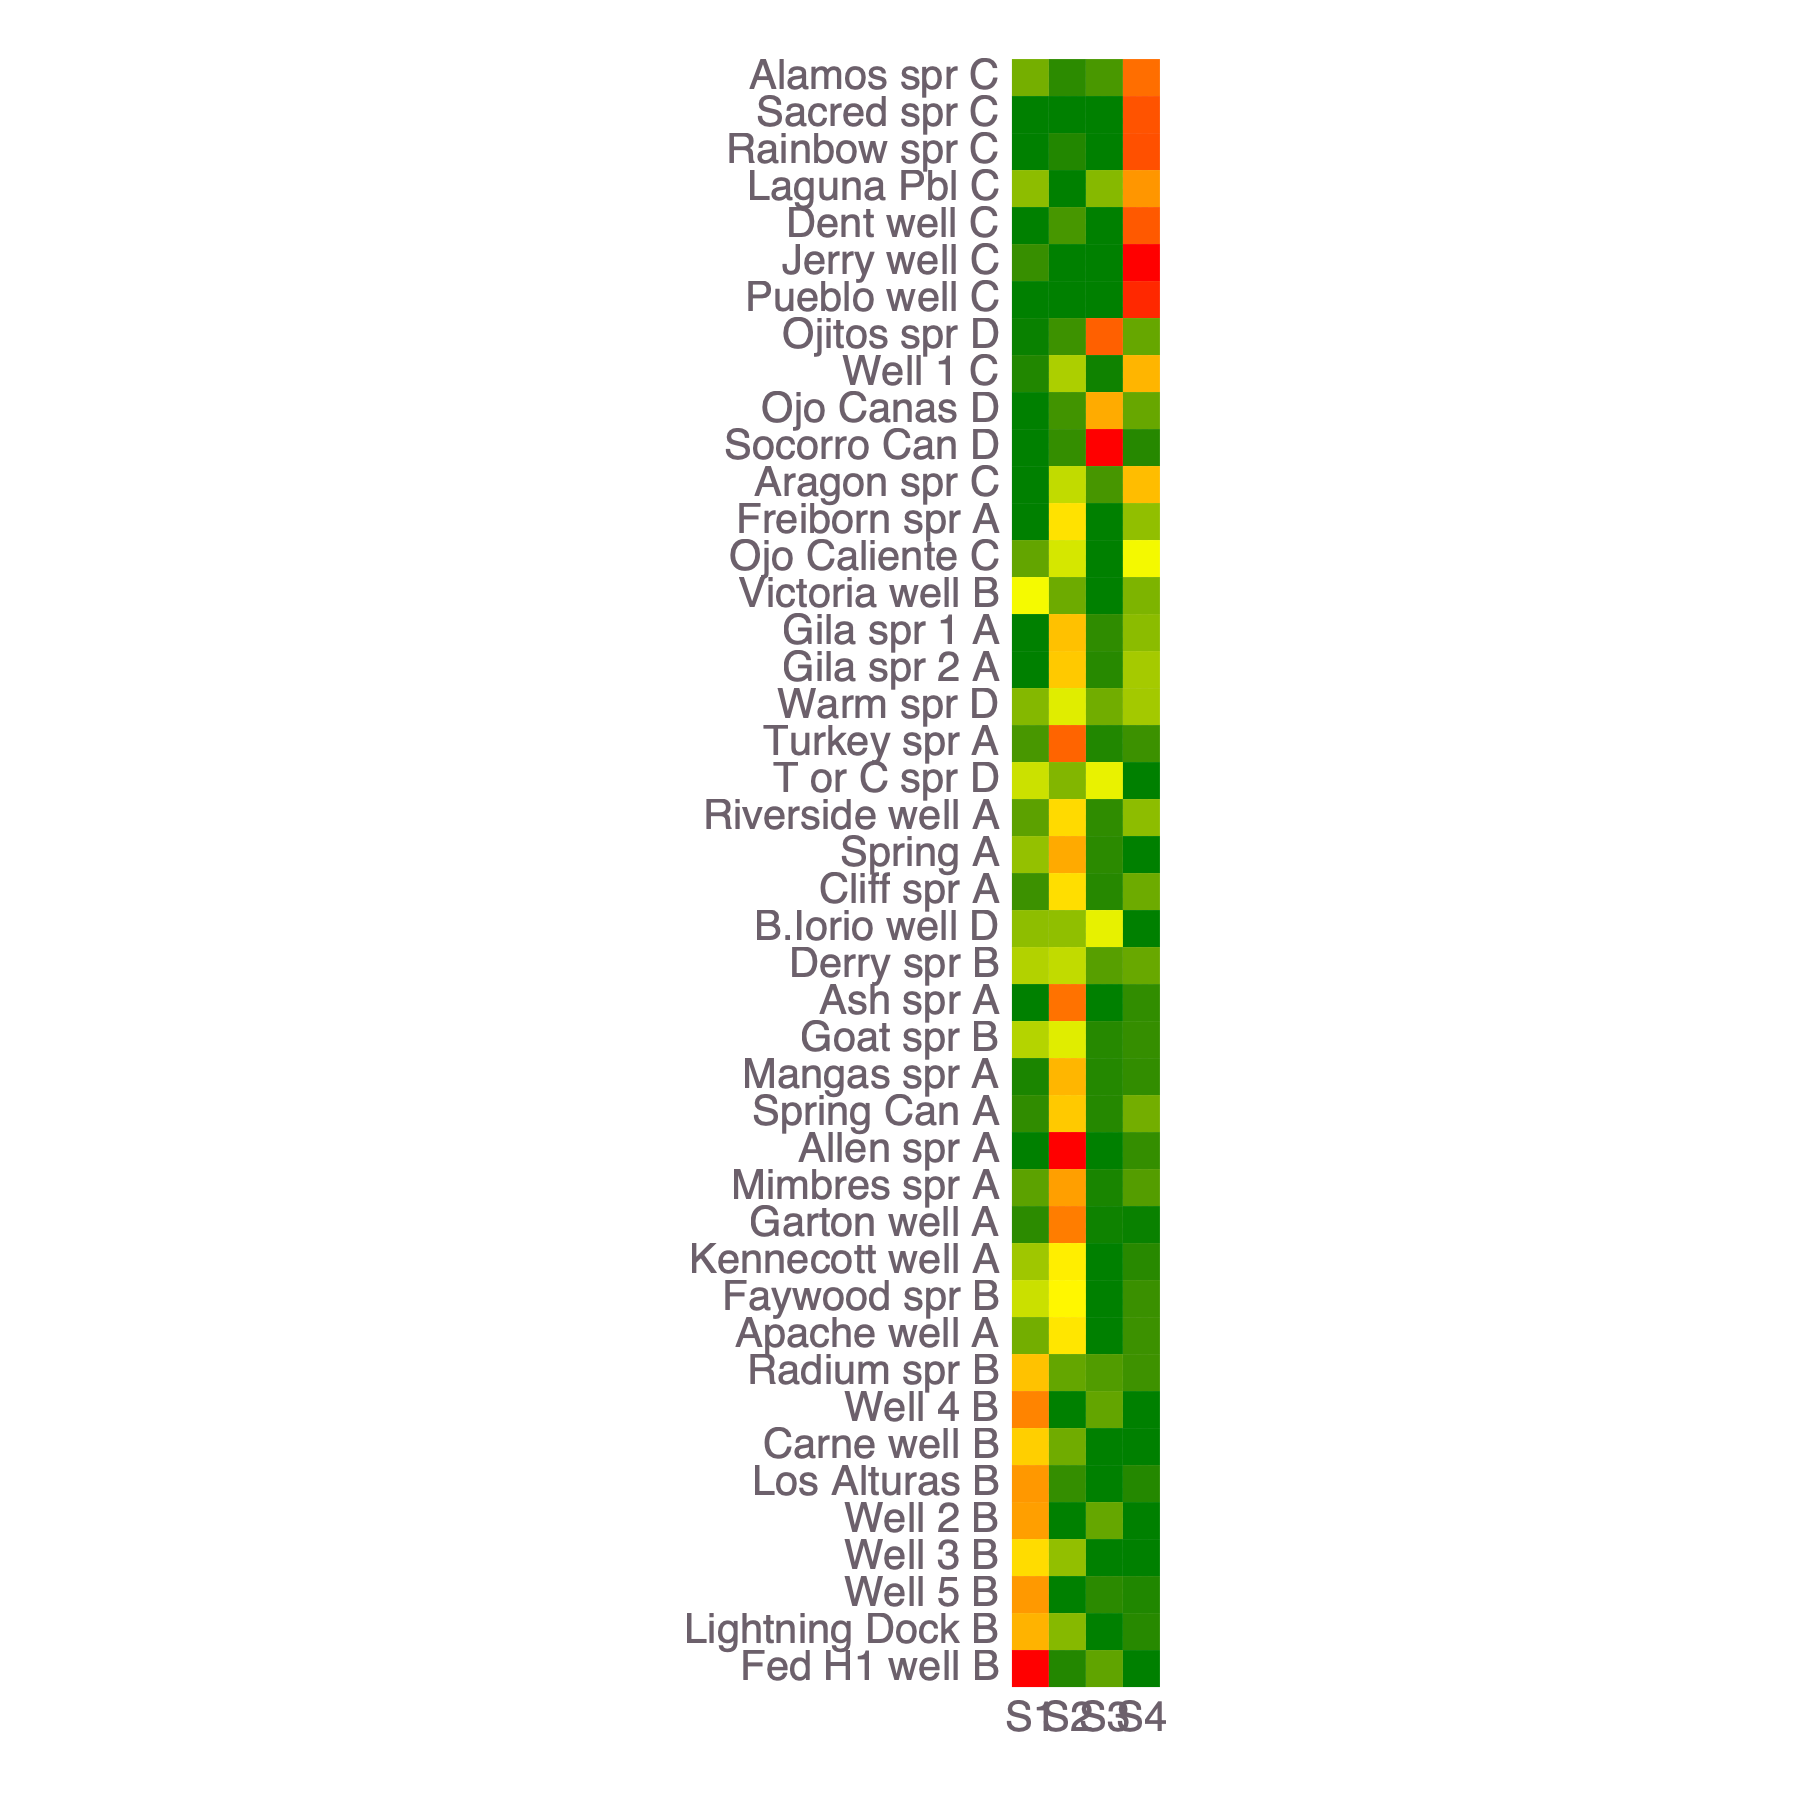 Alamos spr C
Sacred spr C
Rainbow spr C
Laguna Pbl C
Dent well C
Jerry well C
Pueblo well C
Ojitos spr D
Well 1 C
Ojo Canas D
Socorro Can D
Aragon spr C
Freiborn spr A
Ojo Caliente C
Victoria well B
Gila spr 1 A
Gila spr 2 A
Warm spr D
Turkey spr A
T or C spr D
Riverside well A
Spring A
Cliff spr A
B.Iorio well D
Derry spr B
Ash spr A
Goat spr B
Mangas spr A
Spring Can A
Allen spr A
Mimbres spr A
Garton well A
Kennecott well A
Faywood spr B
Apache well A
Radium spr B
Well 4 B
Carne well B
Los Alturas B
Well 2 B
Well 3 B
Well 5 B
Lightning Dock B
Fed H1 well B
S1 S2 S3 S4